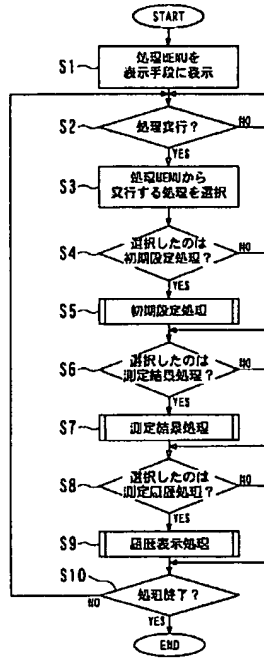 START
S1
処理MENUを
表示手段に表示
S2
処理実行?
NO
YES
S3
処理MENUから
実行する処理を選択
S4
選択したのは
初期設定処理?
NO
YES
S5
初期設定処理
S6
選択したのは
測定結果処理?
NO
YES
S7
測定結果処理
S8
選択したのは
測定履歴処理?
NO
YES
S9
履歴表示処理
S10
処理終了?
NO
YES
END